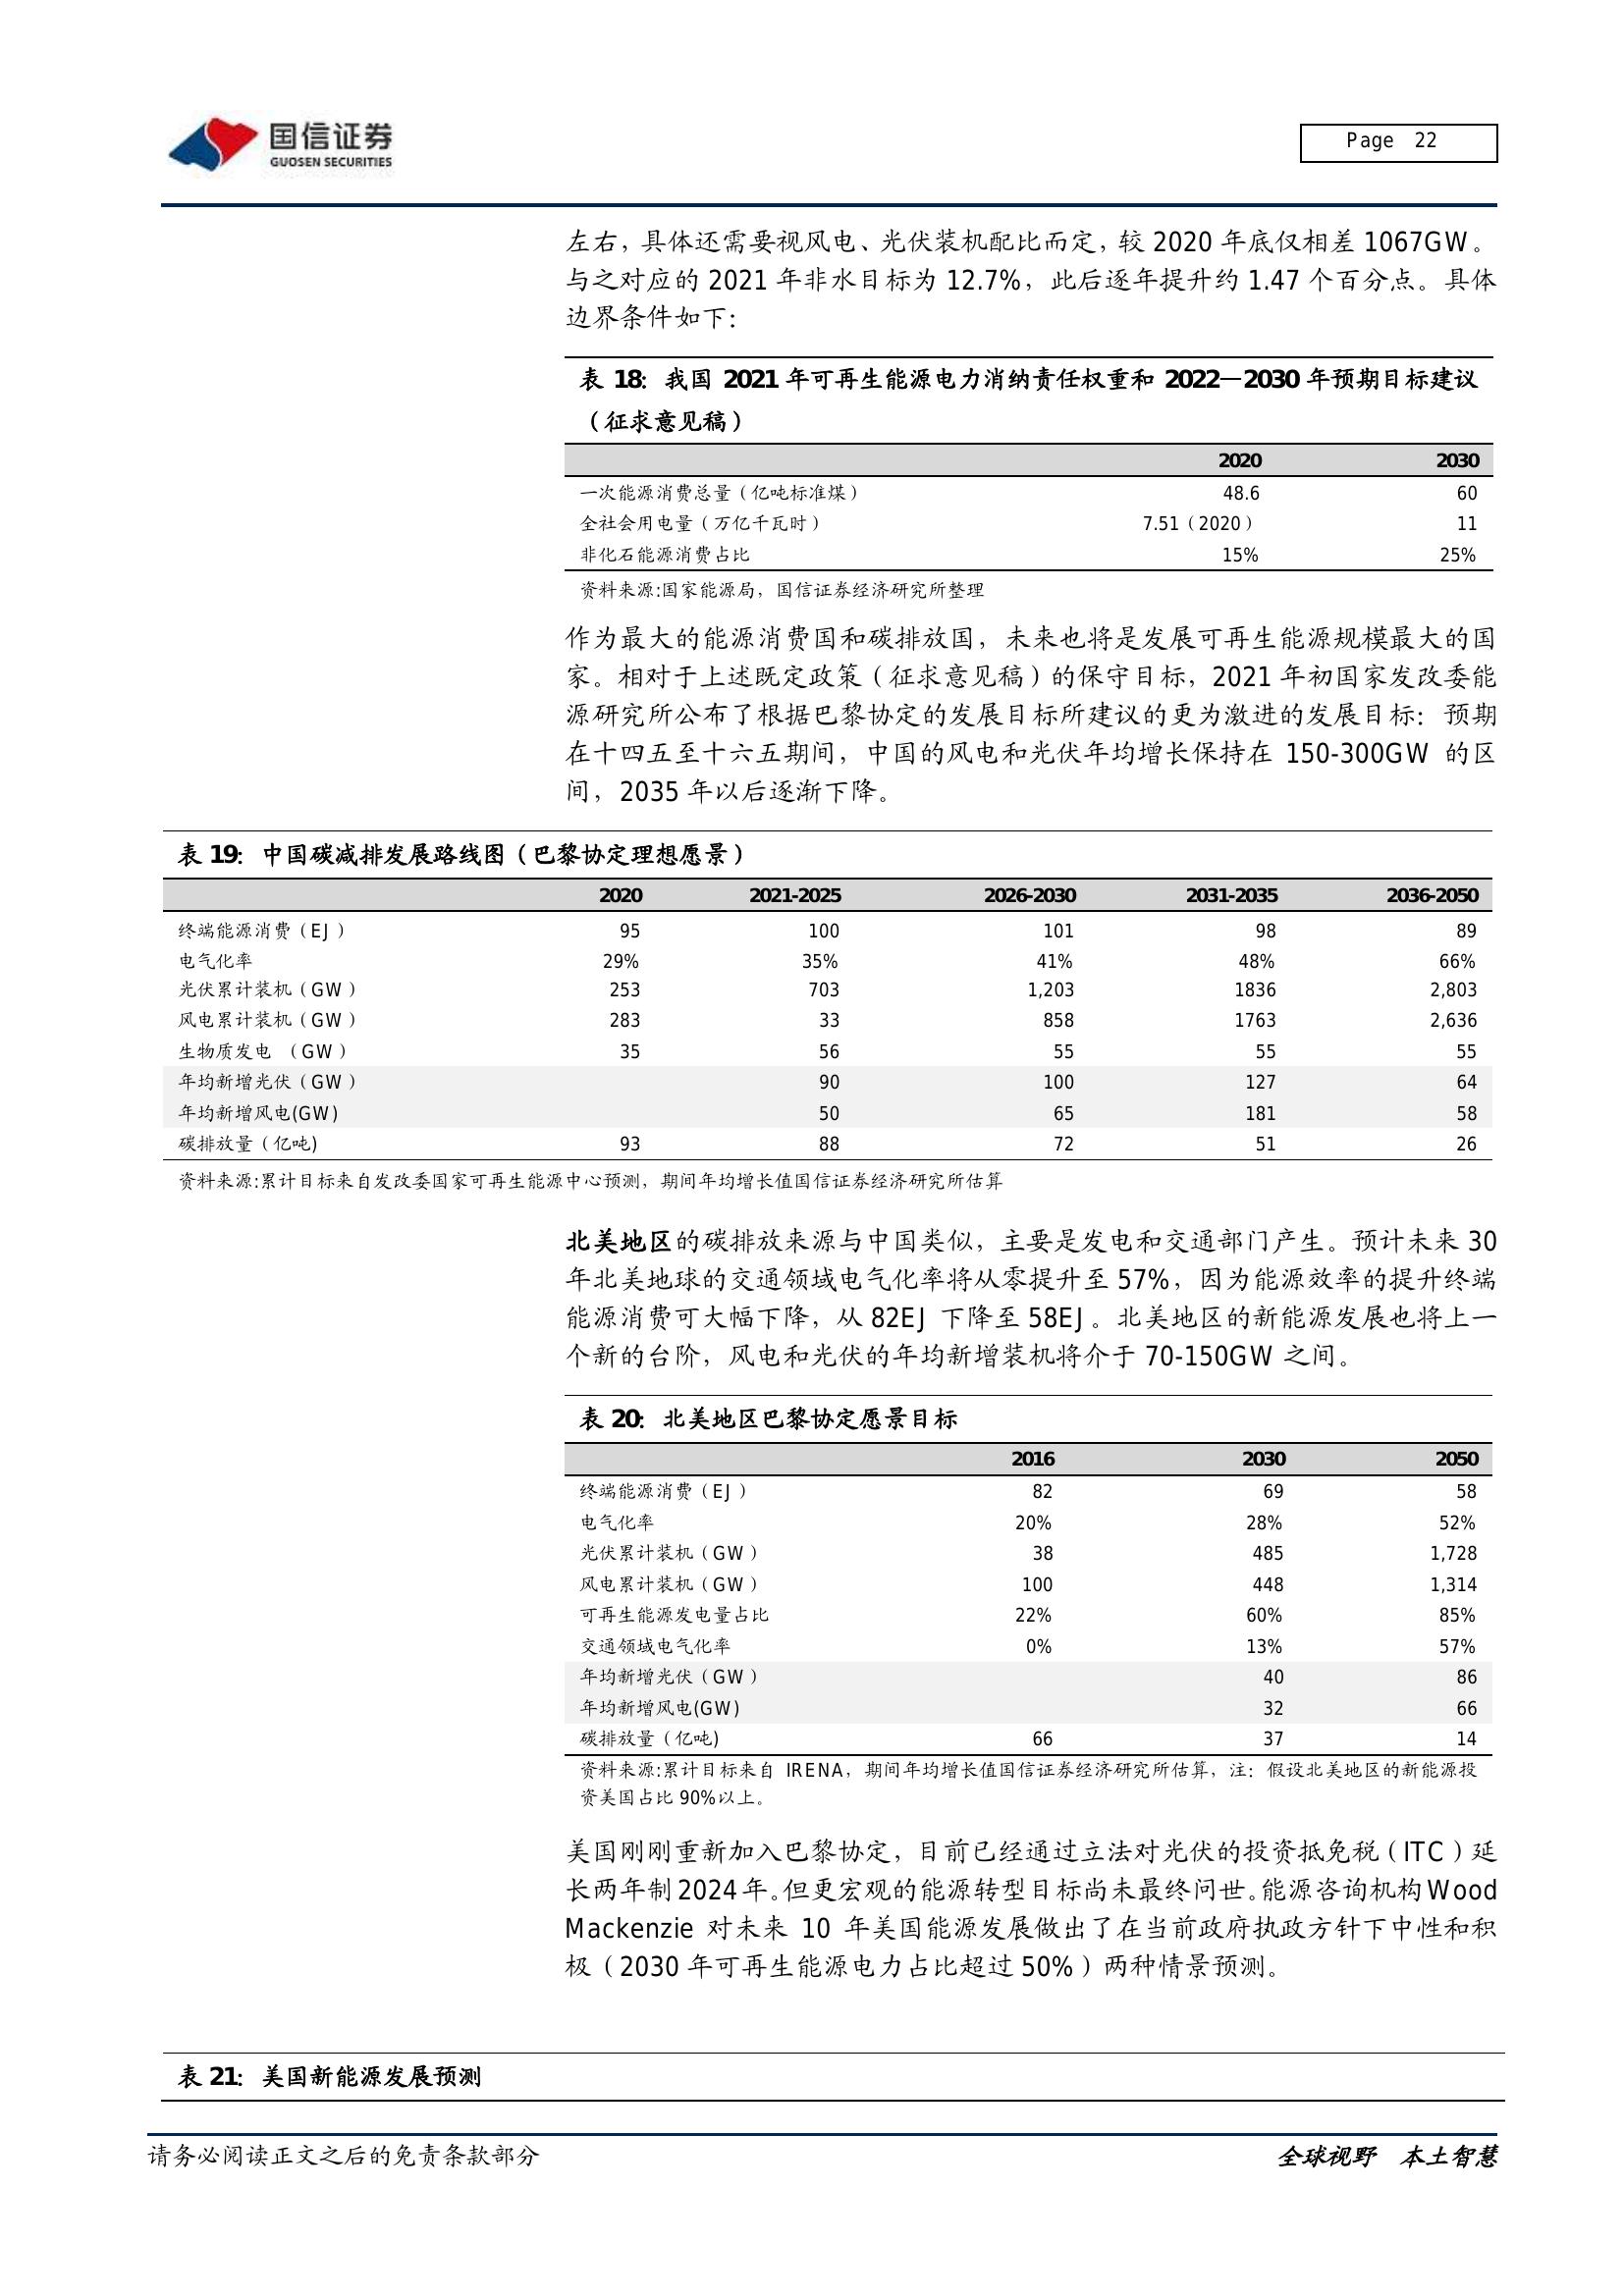 国信证券
GUOSEN SECURITIES
Page 22
左右，具体还需要视风电、光伏装机配比而定，较 2020 年底仅相差 1067GW。
与之对应的 2021 年非水目标为 12.7%，此后逐年提升约 1.47 个百分点。具体
边界条件如下：
表 18：我国 2021 年可再生能源电力消纳责任权重和 2022—2030 年预期目标建议
（征求意见稿）
2020 2030
一次能源消费总量（亿吨标准煤） 48.6 60
全社会用电量（万亿千瓦时） 7.51（2020） 11
非化石能源消费占比 15% 25%
资料来源:国家能源局，国信证券经济研究所整理
作为最大的能源消费国和碳排放国，未来也将是发展可再生能源规模最大的国
家。相对于上述既定政策（征求意见稿）的保守目标，2021 年初国家发改委能
源研究所公布了根据巴黎协定的发展目标所建议的更为激进的发展目标：预期
在十四五至十六五期间，中国的风电和光伏年均增长保持在 150-300GW 的区
间，2035 年以后逐渐下降。
表 19：中国碳减排发展路线图（巴黎协定理想愿景）
2020 2021-2025 2026-2030 2031-2035 2036-2050
终端能源消费（EJ） 95 100 101 98 89
电气化率 29% 35% 41% 48% 66%
光伏累计装机（GW） 253 703 1,203 1836 2,803
风电累计装机（GW） 283 33 858 1763 2,636
生物质发电 （GW） 35 56 55 55 55
年均新增光伏（GW） 90 100 127 64
年均新增风电(GW) 50 65 181 58
碳排放量（亿吨) 93 88 72 51 26
资料来源:累计目标来自发改委国家可再生能源中心预测，期间年均增长值国信证券经济研究所估算
北美地区的碳排放来源与中国类似，主要是发电和交通部门产生。预计未来 30
年北美地球的交通领域电气化率将从零提升至 57%，因为能源效率的提升终端
能源消费可大幅下降，从 82EJ 下降至 58EJ。北美地区的新能源发展也将上一
个新的台阶，风电和光伏的年均新增装机将介于 70-150GW 之间。
表 20：北美地区巴黎协定愿景目标
2016 2030 2050
终端能源消费（EJ） 82 69 58
电气化率 20% 28% 52%
光伏累计装机（GW） 38 485 1,728
风电累计装机（GW） 100 448 1,314
可再生能源发电量占比 22% 60% 85%
交通领域电气化率 0% 13% 57%
年均新增光伏（GW） 40 86
年均新增风电(GW) 32 66
碳排放量（亿吨) 66 37 14
资料来源:累计目标来自 IRENA，期间年均增长值国信证券经济研究所估算，注：假设北美地区的新能源投
资美国占比 90%以上。
美国刚刚重新加入巴黎协定，目前已经通过立法对光伏的投资抵免税（ITC）延
长两年制 2024 年。但更宏观的能源转型目标尚未最终问世。能源咨询机构 Wood
Mackenzie 对未来 10 年美国能源发展做出了在当前政府执政方针下中性和积
极（2030 年可再生能源电力占比超过 50%）两种情景预测。
表 21：美国新能源发展预测
请务必阅读正文之后的免责条款部分
全球视野 本土智慧